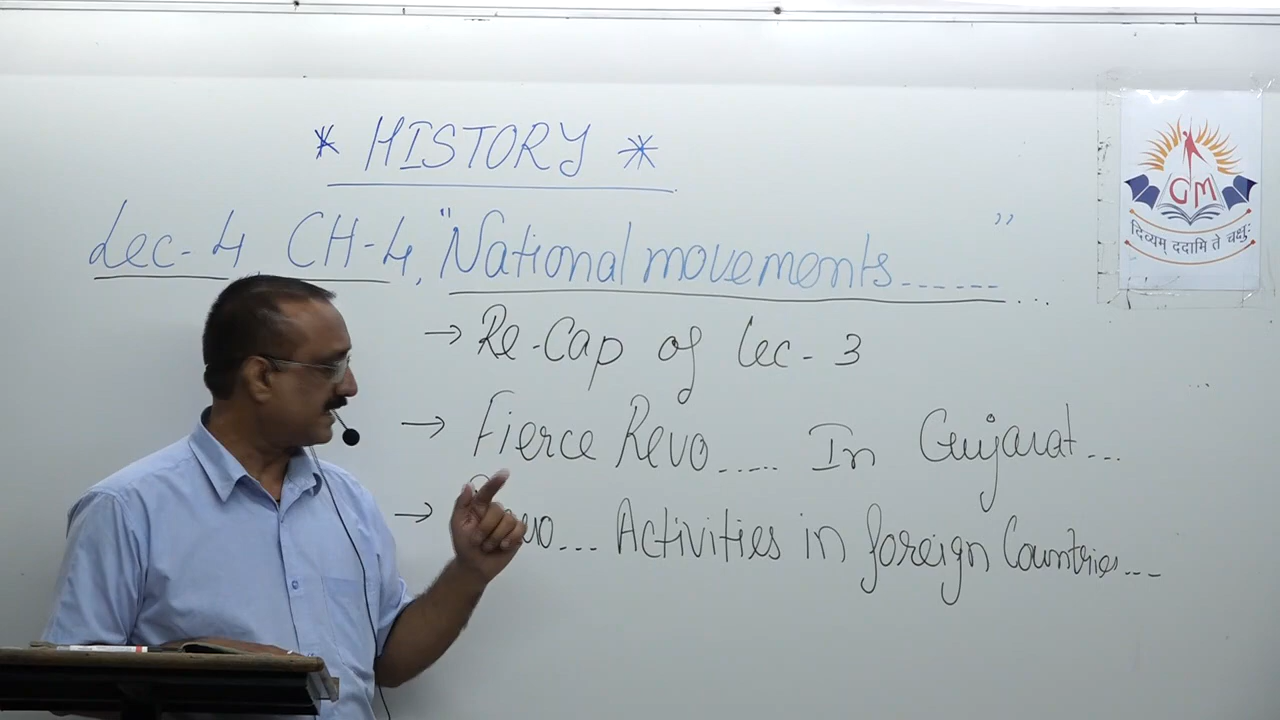 * HISTORY *
Lec-4 CH-4, "National movements......"...
→ Re-Cap of Lec-3
→ Fierce Revo..... In Gujarat...
→ Activities in foreign Countries...
GM
दिव्यम् ददामि ते चक्षुः